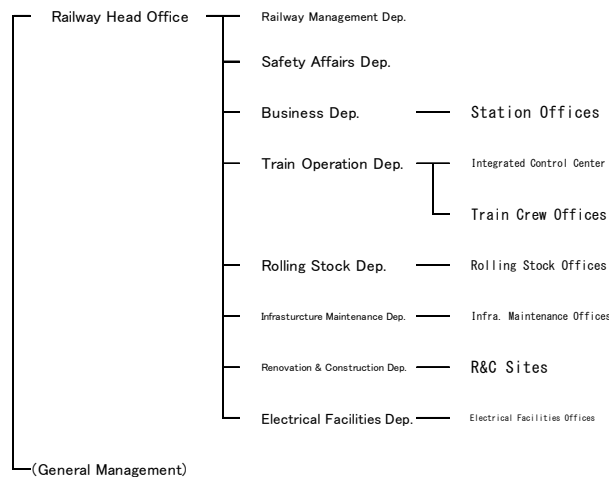 Railway Head Office
Railway Management Dep.
Safety Affairs Dep.
Business Dep.
Station Offices
Train Operation Dep.
Integrated Control Center
Train Crew Offices
Rolling Stock Dep.
Rolling Stock Offices
Infrasturcture Maintenance Dep.
Infra. Maintenance Offices
Renovation & Construction Dep.
R&C Sites
Electrical Facilities Dep.
Electrical Facilities Offices
(General Management)